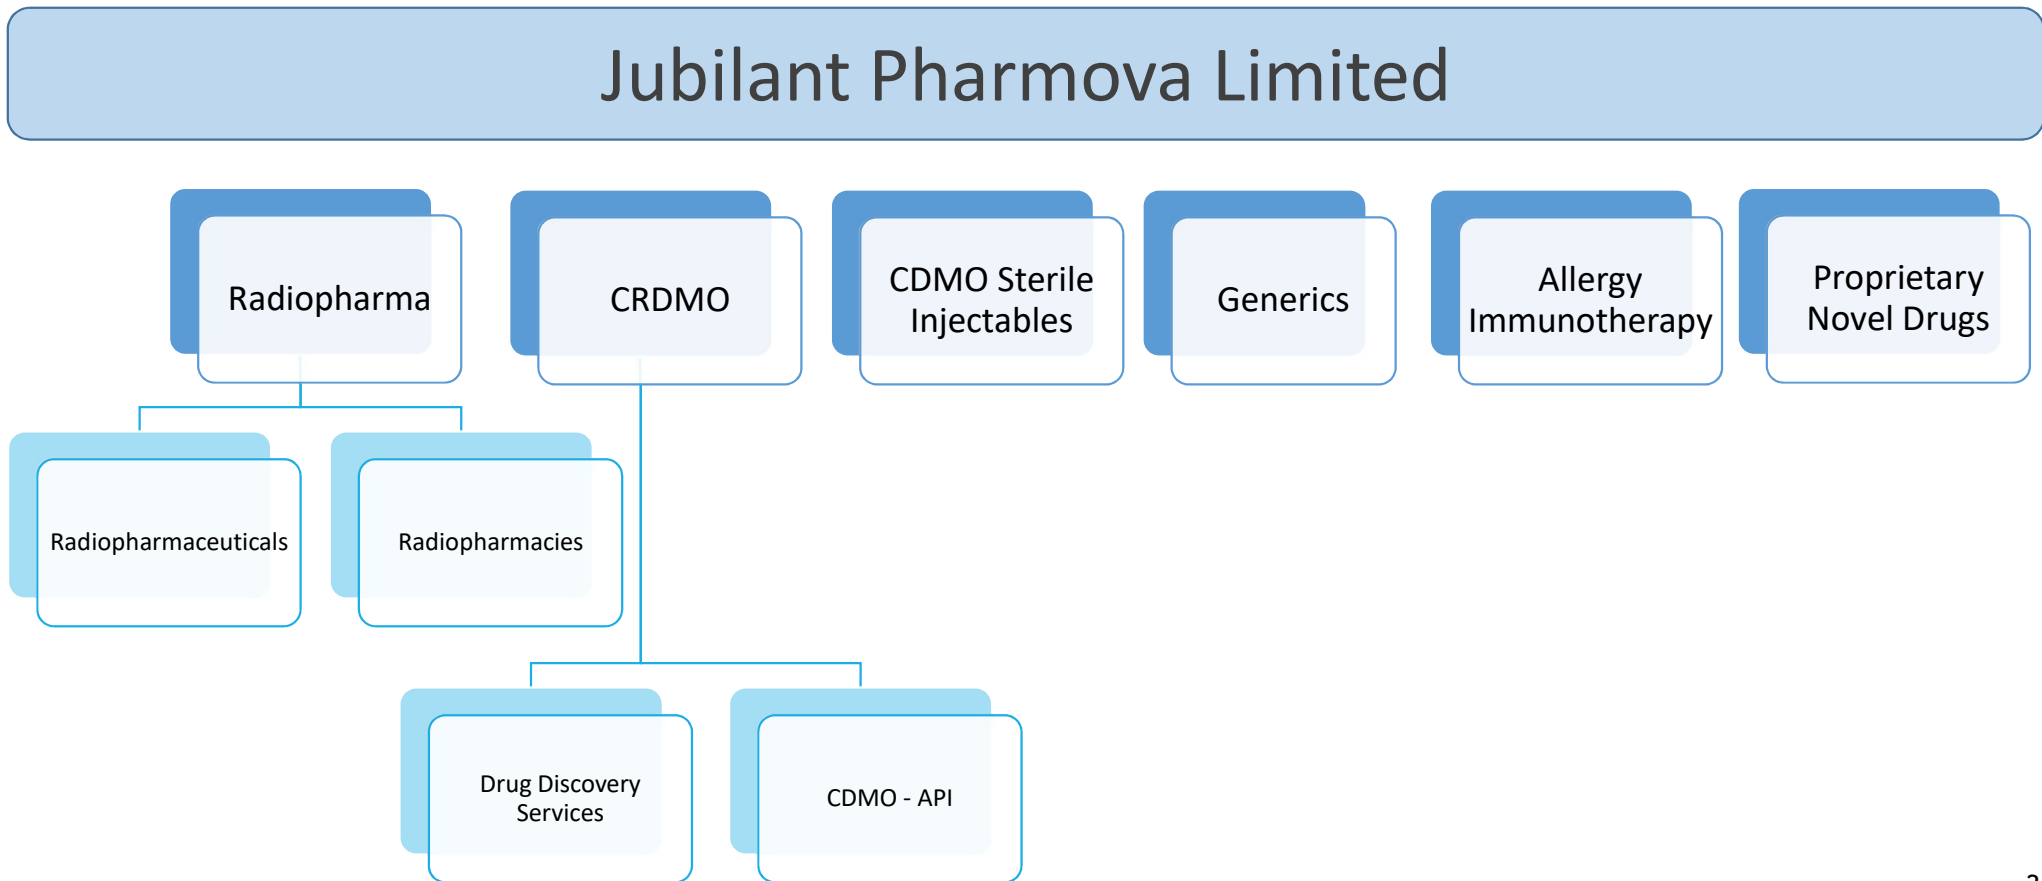 Jubilant Pharmova Limited
Radiopharma
CRDMO
CDMO Sterile
Injectables
Generics
Allergy
Immunotherapy
Proprietary
Novel Drugs
Radiopharmaceuticals
Radiopharmacies
Drug Discovery
Services
CDMO - API